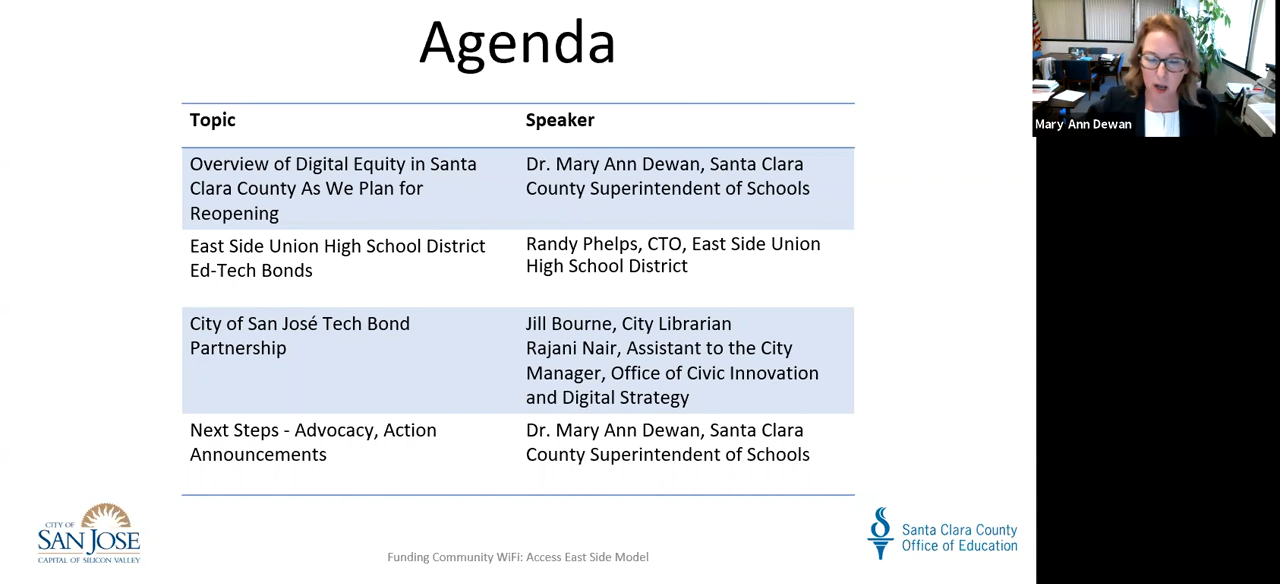 Agenda
Mary Ann Dewan
Topic Speaker
Overview of Digital Equity in Santa
Clara County As We Plan for
Reopening
Dr. Mary Ann Dewan, Santa Clara
County Superintendent of Schools
East Side Union High School District
Ed-Tech Bonds
Randy Phelps, CTO, East Side Union
High School District
City of San José Tech Bond
Partnership
Jill Bourne, City Librarian
Rajani Nair, Assistant to the City
Manager, Office of Civic Innovation
and Digital Strategy
Next Steps - Advocacy, Action
Announcements
Dr. Mary Ann Dewan, Santa Clara
County Superintendent of Schools
CITY OF
SAN JOSE
CAPITAL OF SILICON VALLEY
Funding Community WiFi: Access East Side Model
Santa Clara County
Office of Education